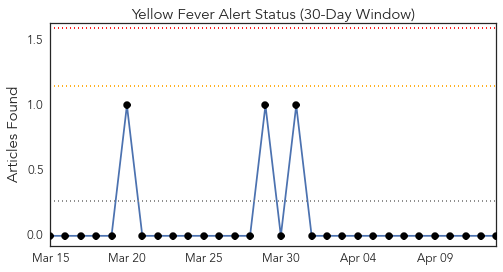 Yellow Fever Alert Status (30-Day Window)
Articles Found
1.5
1.0
0.5
0.0
Mar 15 Mar 20 Mar 25 Mar 30 Apr 04 Apr 09